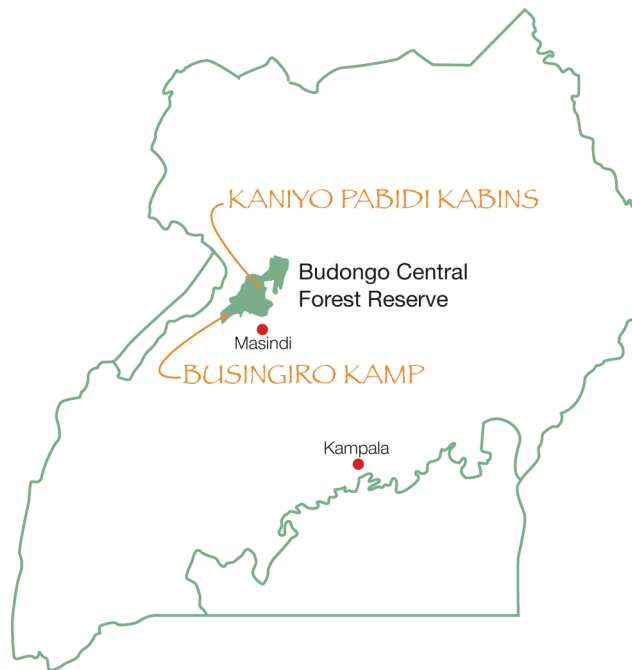 KANIYO PABIDI KABINS
Budongo Central
Forest Reserve
Masindi
BUSINGIRO KAMP
Kampala